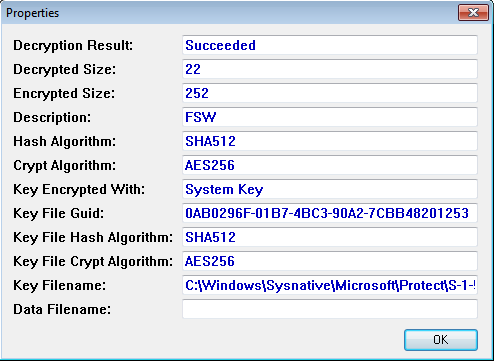 Properties
Decryption Result: Succeeded
Decrypted Size: 22
Encrypted Size: 252
Description: FSW
Hash Algorithm: SHA512
Crypt Algorithm: AES256
Key Encrypted With: System Key
Key File Guid: 0AB0296F-01B7-4BC3-90A2-7CBB48201253
Key File Hash Algorithm: SHA512
Key File Crypt Algorithm: AES256
Key Filename: C:\Windows\Sysnative\Microsoft\Protect\S-1-
Data Filename:
OK